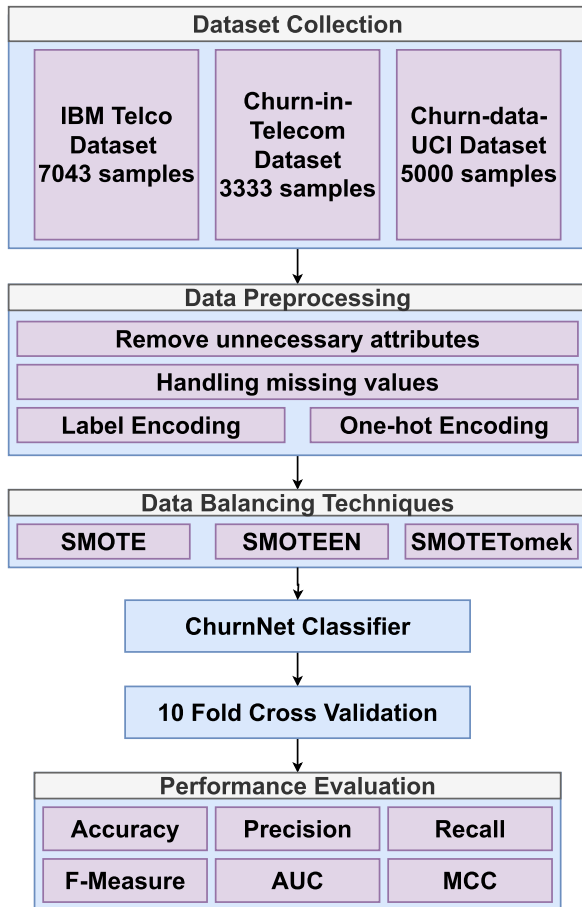 Dataset Collection
IBM Telco
Dataset
7043 samples
Churn-in-
Telecom
Dataset
3333 samples
Churn-data-
UCI Dataset
5000 samples
Data Preprocessing
Remove unnecessary attributes
Handling missing values
Label Encoding
One-hot Encoding
Data Balancing Techniques
SMOTE
SMOTEEN
SMOTETomek
ChurnNet Classifier
10 Fold Cross Validation
Performance Evaluation
Accuracy
Precision
Recall
F-Measure
AUC
MCC